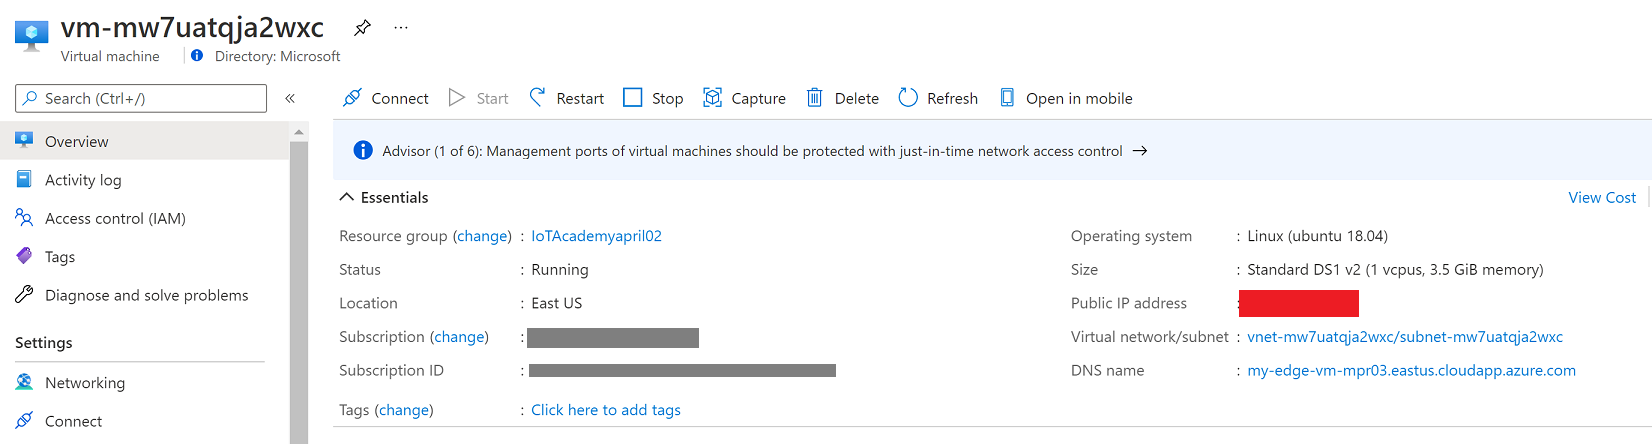 vm-mw7uatqja2wxc
Virtual machine Directory: Microsoft
Search (Ctrl+/)
Connect Start Restart Stop Capture Delete Refresh Open in mobile
Overview
Activity log
Access control (IAM)
Tags
Diagnose and solve problems
Settings
Networking
Connect
Advisor (1 of 6): Management ports of virtual machines should be protected with just-in-time network access control →
Essentials
View Cost
Resource group (change) : IoTAcademyapril02
Status : Running
Location : East US
Subscription (change) :
Subscription ID :
Tags (change) : Click here to add tags
Operating system : Linux (ubuntu 18.04)
Size : Standard DS1 v2 (1 vcpus, 3.5 GiB memory)
Public IP address :
Virtual network/subnet : vnet-mw7uatqja2wxc/subnet-mw7uatqja2wxc
DNS name : my-edge-vm-mpr03.eastus.cloudapp.azure.com